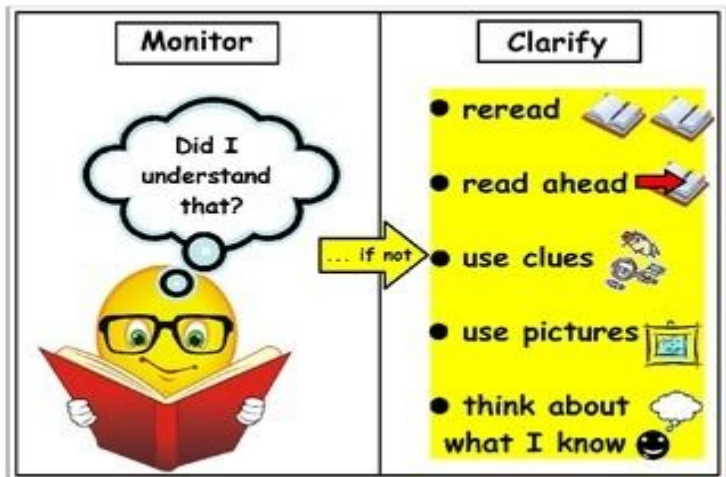 Monitor
Did I
understand
that?
... if not
Clarify
• reread
• read ahead
• use clues
• use pictures
• think about
what I know